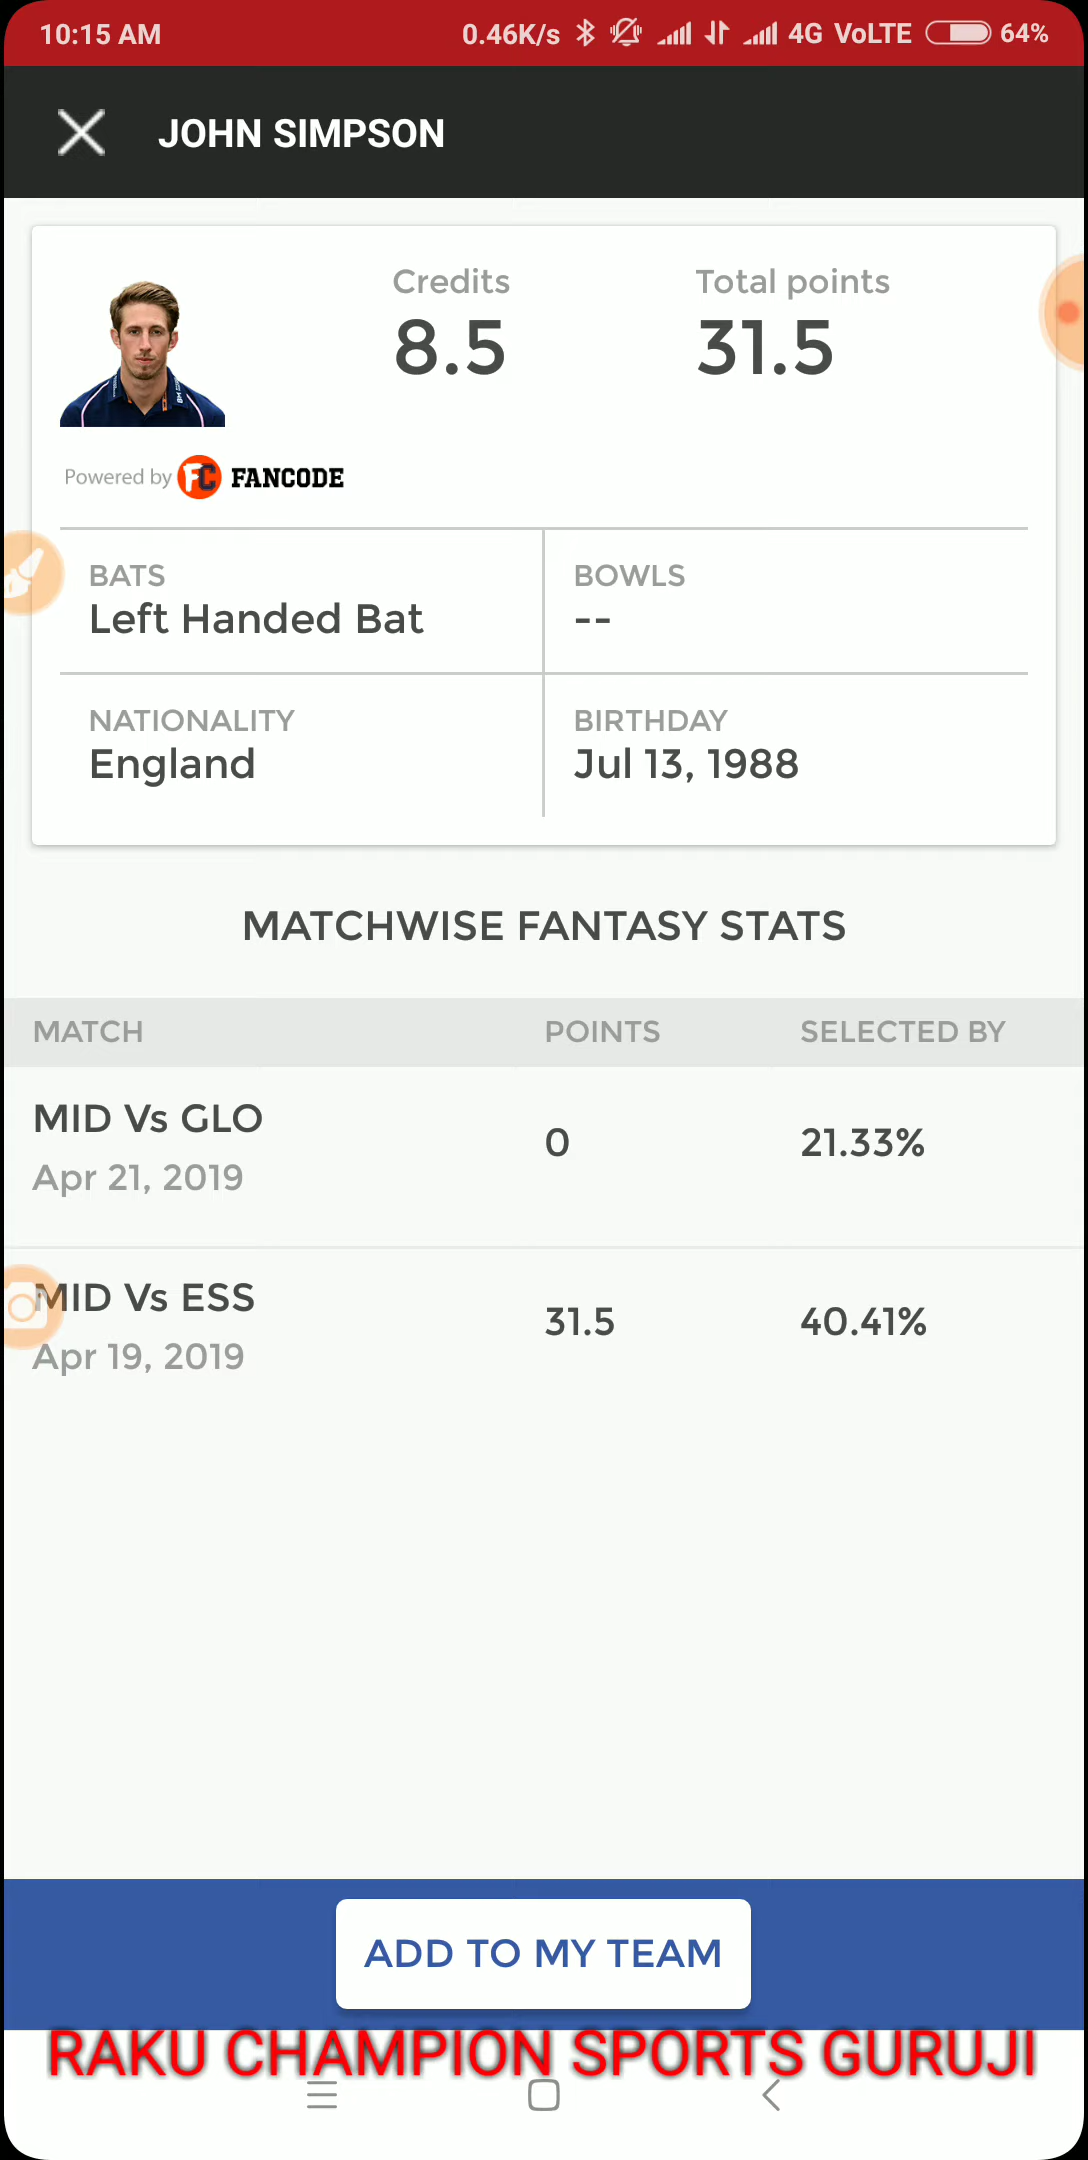 10:15 AM 0.46K/s 4G VoLTE 64%
JOHN SIMPSON
Credits Total points
8.5 31.5
Powered by FC FANCODE
BATS BOWLS
Left Handed Bat --
NATIONALITY BIRTHDAY
England Jul 13, 1988
MATCHWISE FANTASY STATS
MATCH POINTS SELECTED BY
MID Vs GLO 0 21.33%
Apr 21, 2019
MID Vs ESS 31.5 40.41%
Apr 19, 2019
ADD TO MY TEAM
RAKU CHAMPION SPORTS GURUJI